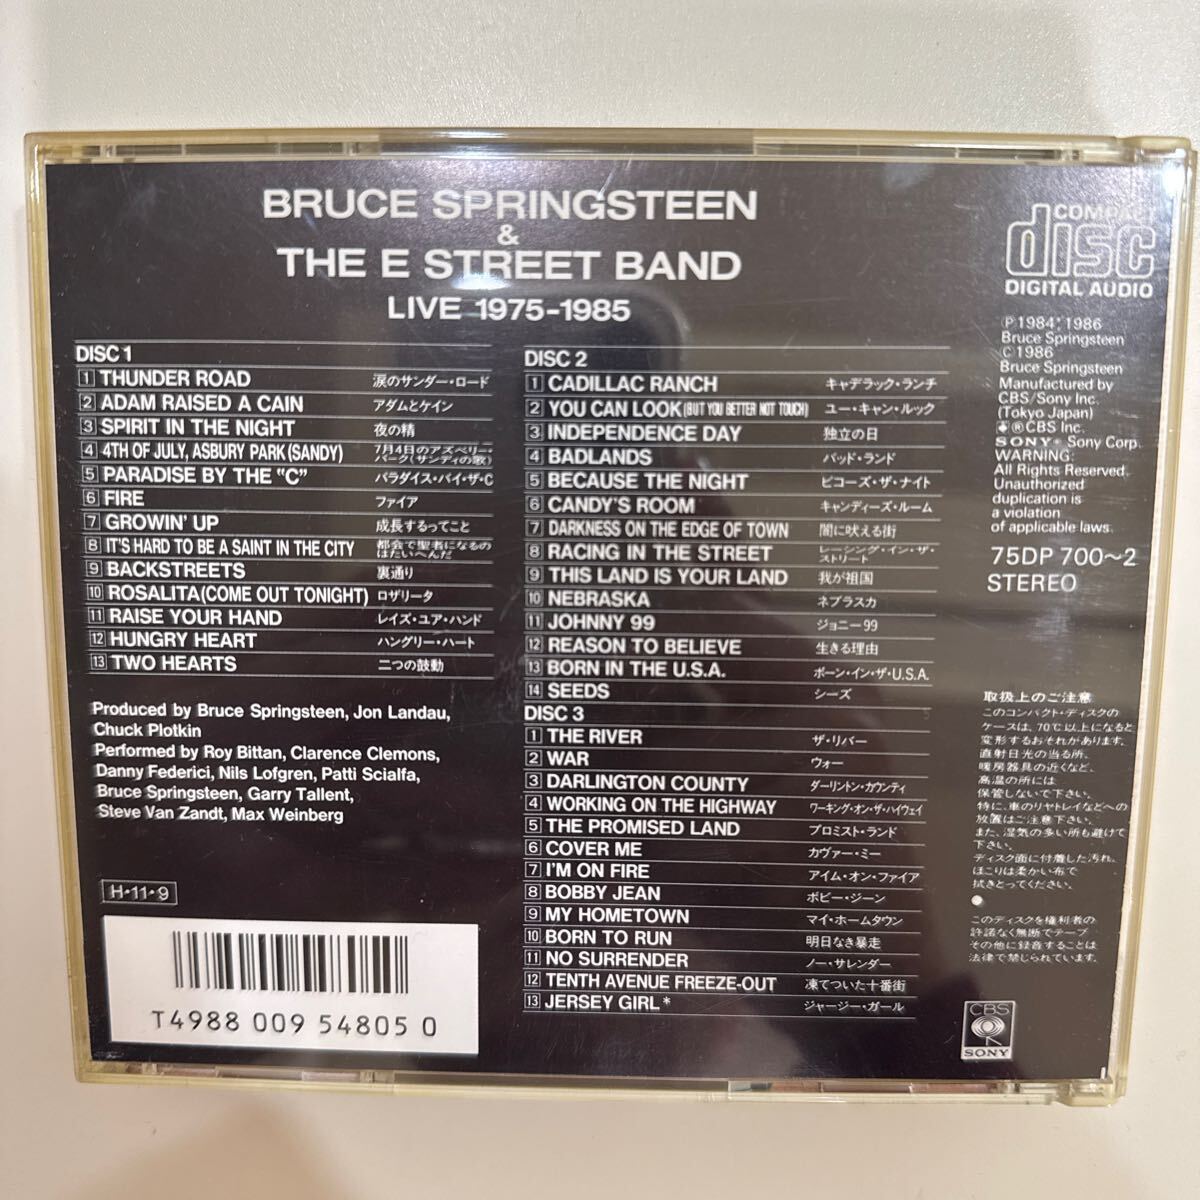 BRUCE SPRINGSTEEN
&
THE E STREET BAND
LIVE 1975-1985
DISC 1
1 THUNDER ROAD 涙のサンダー・ロード
2 ADAM RAISED A CAIN アダムとケイン
3 SPIRIT IN THE NIGHT 夜の精
4 4TH OF JULY, ASBURY PARK (SANDY) 7月4日のアズベリー・パーク(サンディの歌)
5 PARADISE BY THE "C" パラダイス・バイ・ザ・C
6 FIRE ファイア
7 GROWIN' UP 成長するってこと
8 IT'S HARD TO BE A SAINT IN THE CITY 都会で聖者になるのはたいへんだ
9 BACKSTREETS 裏通り
10 ROSALITA (COME OUT TONIGHT) ロザリータ
11 RAISE YOUR HAND レイズ・ユア・ハンド
12 HUNGRY HEART ハングリー・ハート
13 TWO HEARTS 二つの鼓動
Produced by Bruce Springsteen, Jon Landau,
Chuck Plotkin
Performed by Roy Bittan, Clarence Clemons,
Danny Federici, Nils Lofgren, Patti Scialfa,
Bruce Springsteen, Garry Tallent,
Steve Van Zandt, Max Weinberg
H・11・9
T4988 009 54805 0
DISC 2
1 CADILLAC RANCH キャデラック・ランチ
2 YOU CAN LOOK (BUT YOU BETTER NOT TOUCH) ユー・キャン・ルック
3 INDEPENDENCE DAY 独立の日
4 BADLANDS バッド・ランド
5 BECAUSE THE NIGHT ビコーズ・ザ・ナイト
6 CANDY'S ROOM キャンディーズ・ルーム
7 DARKNESS ON THE EDGE OF TOWN 闇に吠える街
8 RACING IN THE STREET レーシング・イン・ザ・ストリート
9 THIS LAND IS YOUR LAND 我が祖国
10 NEBRASKA ネブラスカ
11 JOHNNY 99 ジョニー99
12 REASON TO BELIEVE 生きる理由
13 BORN IN THE U.S.A. ボーン・イン・ザ・U.S.A.
14 SEEDS シーズ
DISC 3
1 THE RIVER ザ・リバー
2 WAR ウォー
3 DARLINGTON COUNTY ダーリントン・カウンティ
4 WORKING ON THE HIGHWAY ワーキング・オン・ザ・ハイウェイ
5 THE PROMISED LAND プロミスト・ランド
6 COVER ME カヴァー・ミー
7 I'M ON FIRE アイム・オン・ファイア
8 BOBBY JEAN ボビー・ジーン
9 MY HOMETOWN マイ・ホームタウン
10 BORN TO RUN 明日なき暴走
11 NO SURRENDER ノー・サレンダー
12 TENTH AVENUE FREEZE-OUT 凍てついた十番街
13 JERSEY GIRL* ジャージー・ガール
COMPACT
disc
DIGITAL AUDIO
Ⓟ 1984, 1986
Bruce Springsteen
© 1986
Bruce Springsteen
Manufactured by
CBS/Sony Inc.
(Tokyo Japan)
® CBS Inc.
SONY® Sony Corp.
WARNING:
All Rights Reserved.
Unauthorized
duplication is
a violation
of applicable laws.
75DP 700~2
STEREO
取扱上のご注意
このコンパクト・ディスクの
ケースは、70℃以上になると
変形するおそれがあります。
直射日光の当る所、
暖房器具の近くなど、
高温の所には
保管しないで下さい。
特に、車のリヤトレイなどへの
放置はご注意下さい。
また、湿気の多い所も避けて
下さい。
ディスク面に付着した汚れ、
ほこりは柔かい布で
拭きとってください。
このディスクを権利者の
許諾なく無断でテープ
その他に録音することは
法律で禁じられています。
CBS
SONY